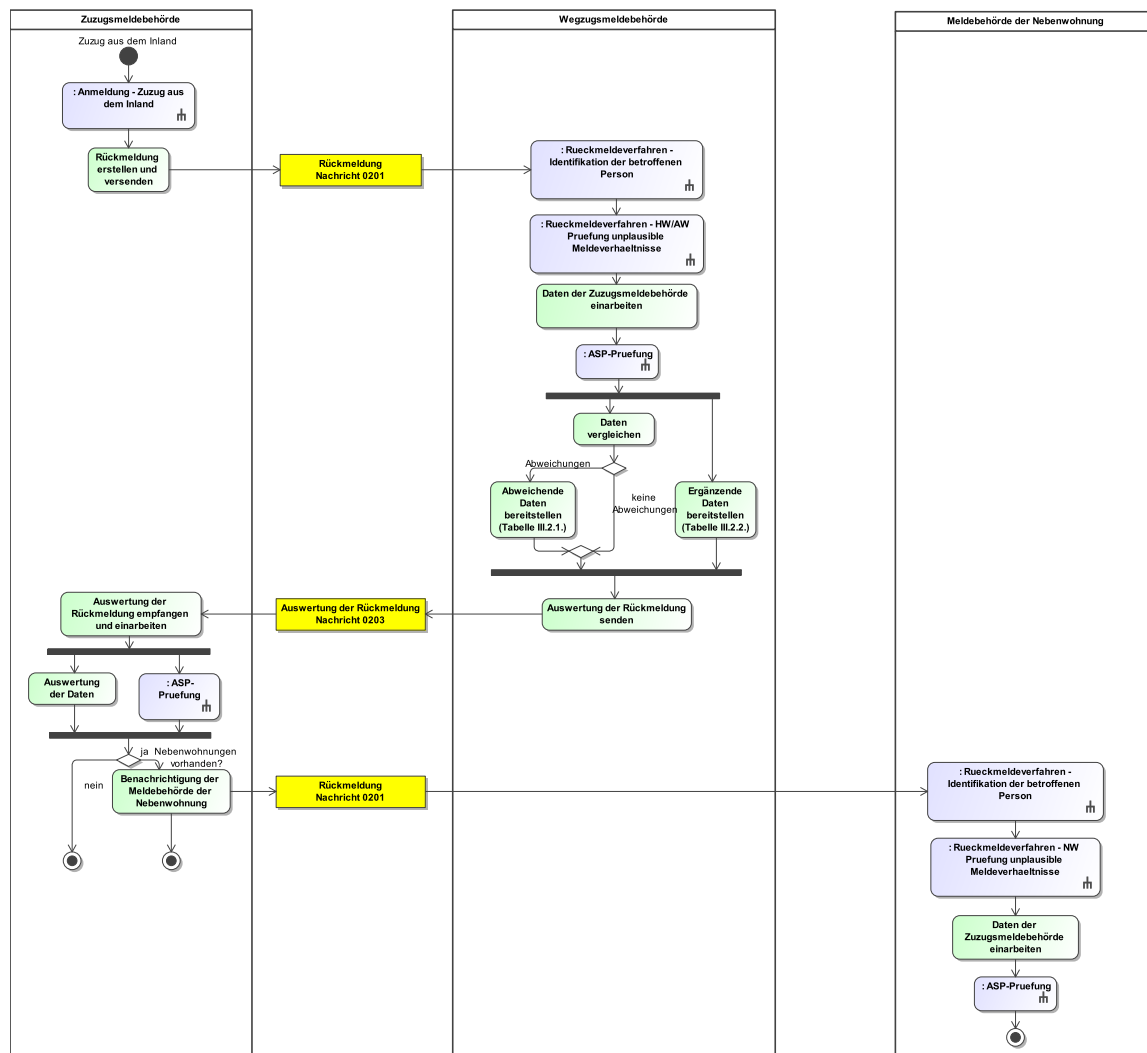 Zuzugsmeldebehörde
Wegzugsmeldebehörde
Meldebehörde der Nebenwohnung
Zuzug aus dem Inland
: Anmeldung - Zuzug aus
dem Inland
Rückmeldung
erstellen und
versenden
Rückmeldung
Nachricht 0201
: Rueckmeldeverfahren -
Identifikation der betroffenen
Person
: Rueckmeldeverfahren - HW/AW
Pruefung unplausible
Meldeverhaeltnisse
Daten der Zuzugsmeldebehörde
einarbeiten
: ASP-Pruefung
Daten
vergleichen
Abweichungen
keine
Abweichungen
Abweichende
Daten
bereitstellen
(Tabelle III.2.1.)
Ergänzende
Daten
bereitstellen
(Tabelle III.2.2.)
Auswertung der Rückmeldung
senden
Auswertung der Rückmeldung
Nachricht 0203
Auswertung der
Rückmeldung empfangen
und einarbeiten
Auswertung
der Daten
: ASP-
Pruefung
ja Nebenwohnungen
vorhanden?
nein
Benachrichtigung der
Meldebehörde der
Nebenwohnung
Rückmeldung
Nachricht 0201
: Rueckmeldeverfahren -
Identifikation der betroffenen
Person
: Rueckmeldeverfahren - NW
Pruefung unplausible
Meldeverhaeltnisse
Daten der
Zuzugsmeldebehörde
einarbeiten
: ASP-Pruefung